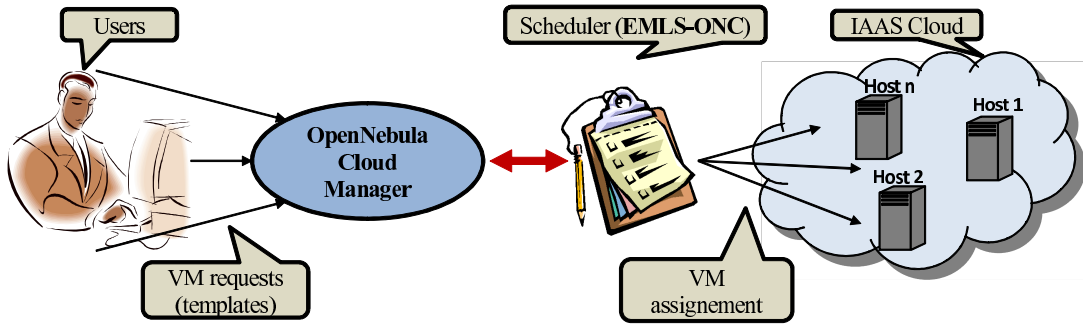 Users
Scheduler (EMLS-ONC)
IAAS Cloud
Host n
Host 1
OpenNebula
Cloud
Manager
Host 2
VM requests
(templates)
VM
assignement